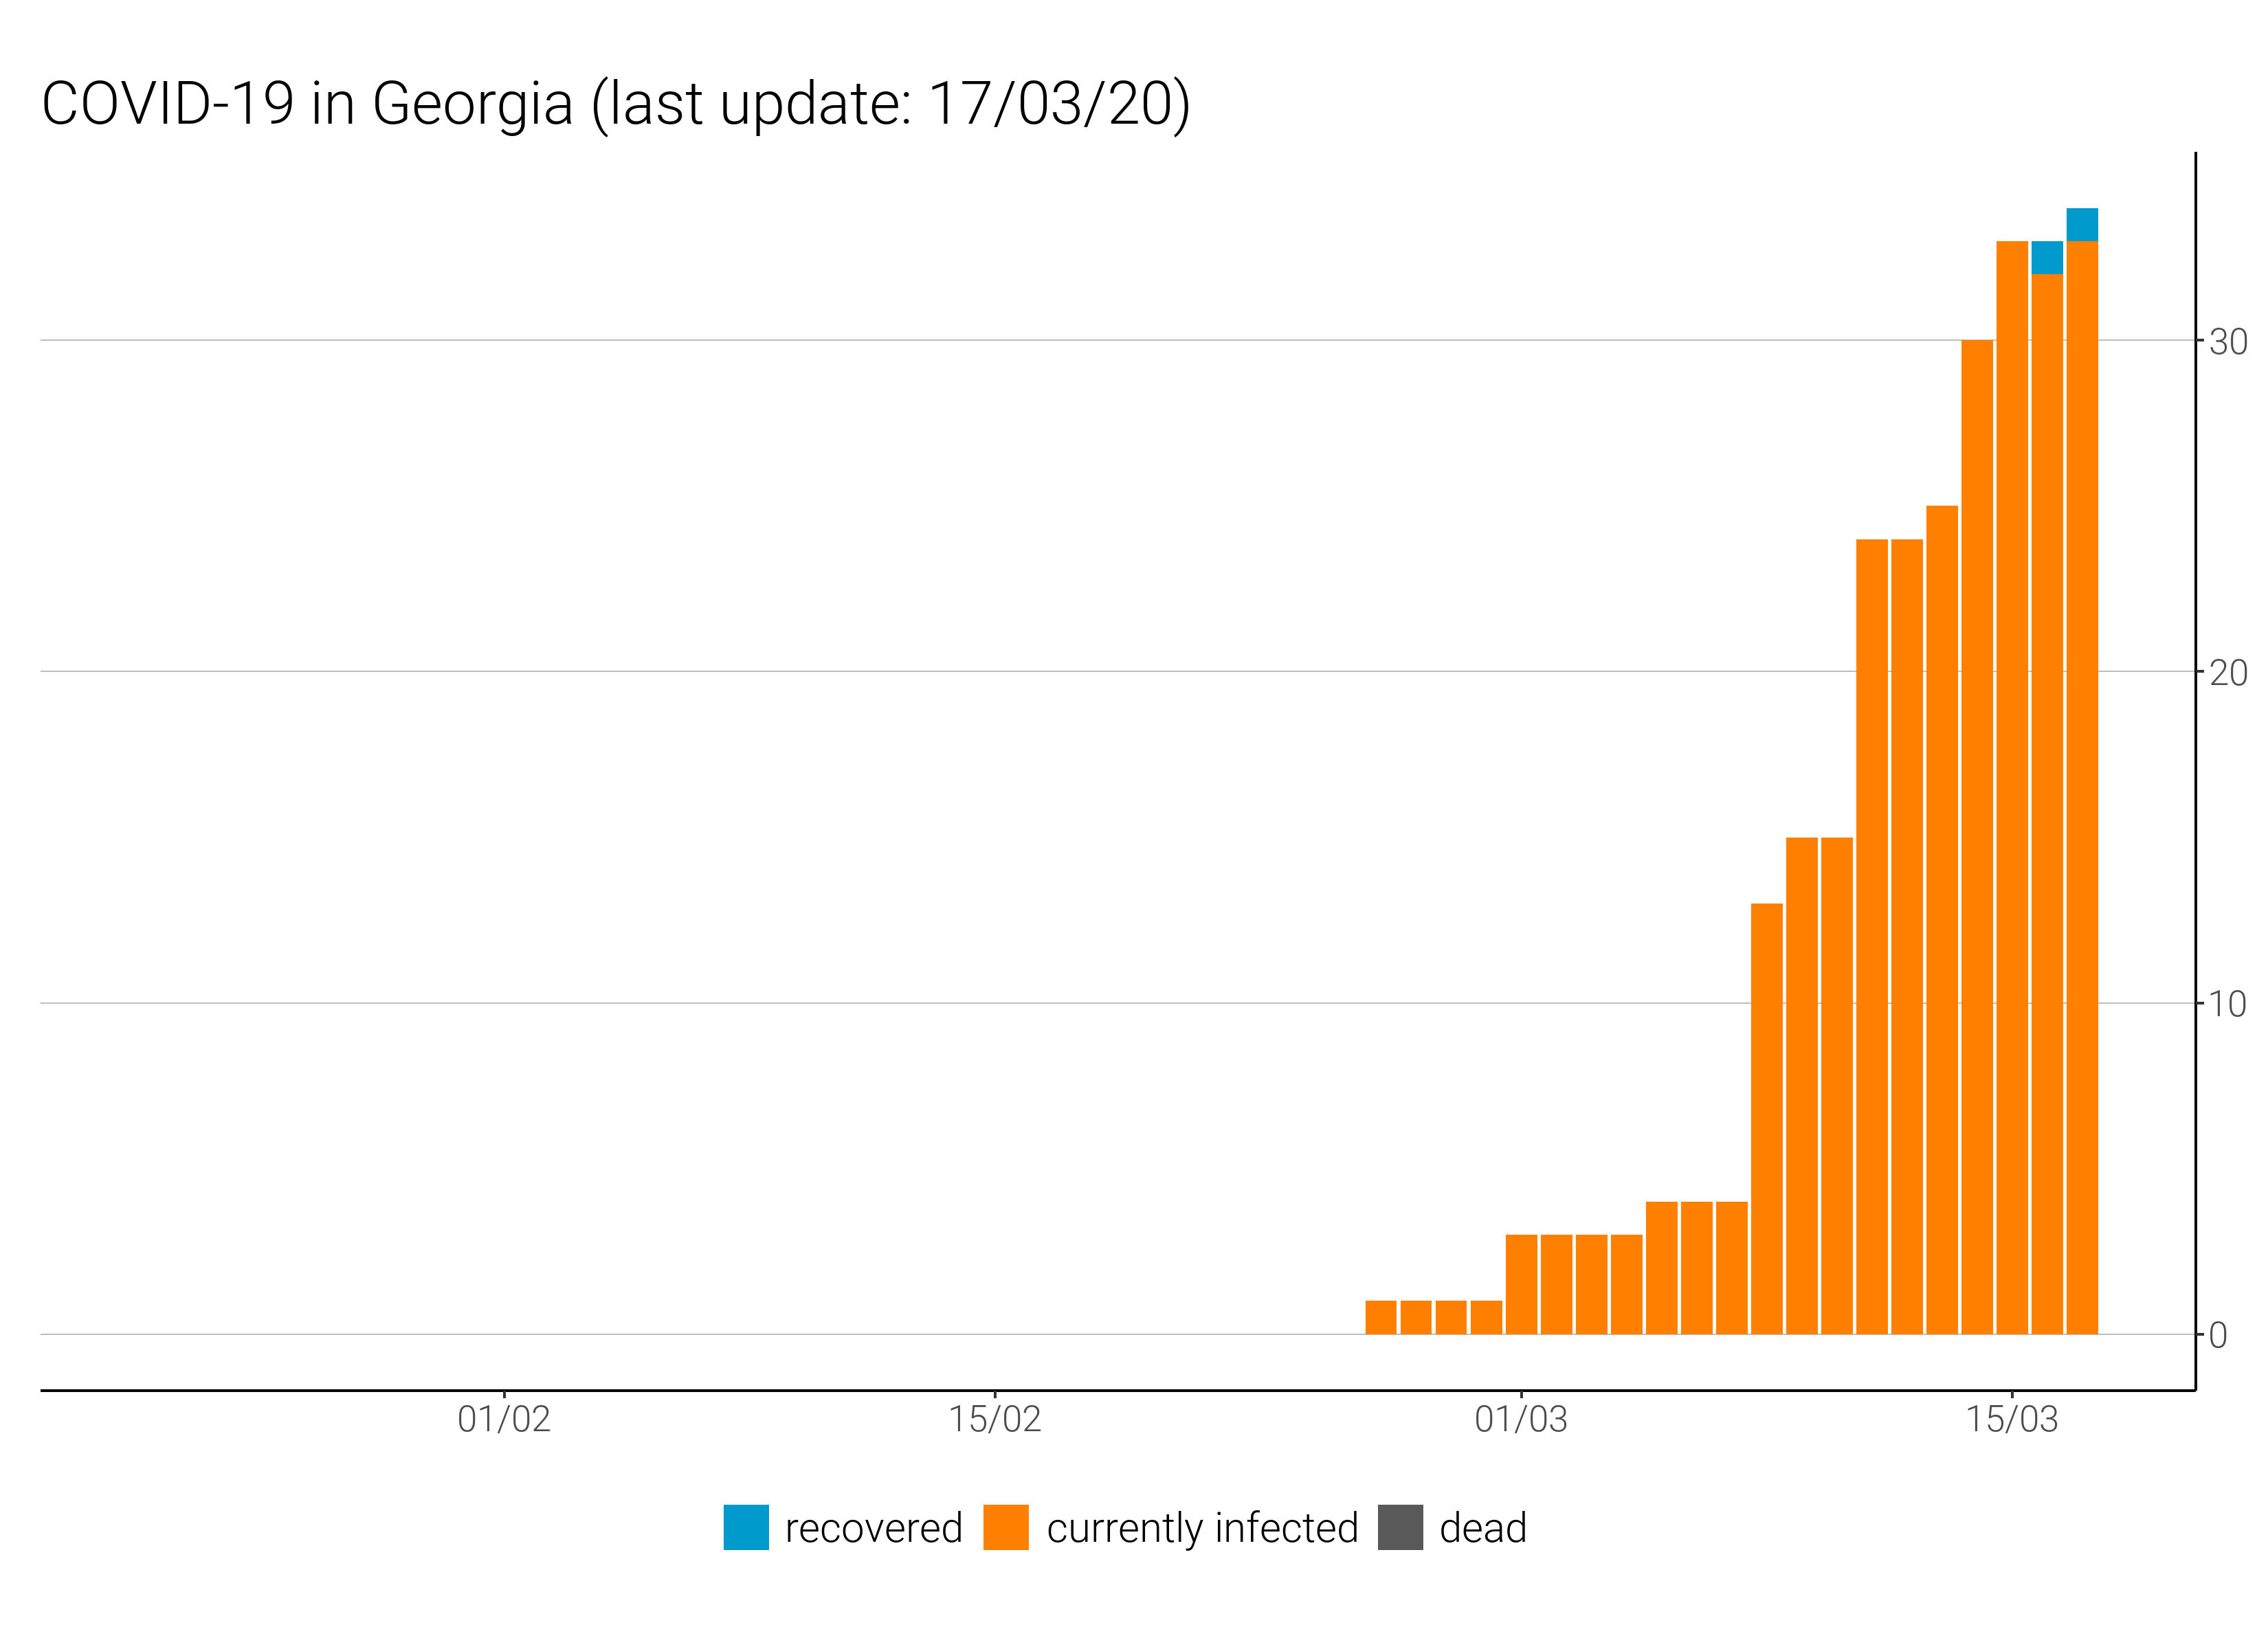 COVID-19 in Georgia (last update: 17/03/20)
30
20
10
0
01/02 15/02 01/03 15/03
recovered currently infected dead